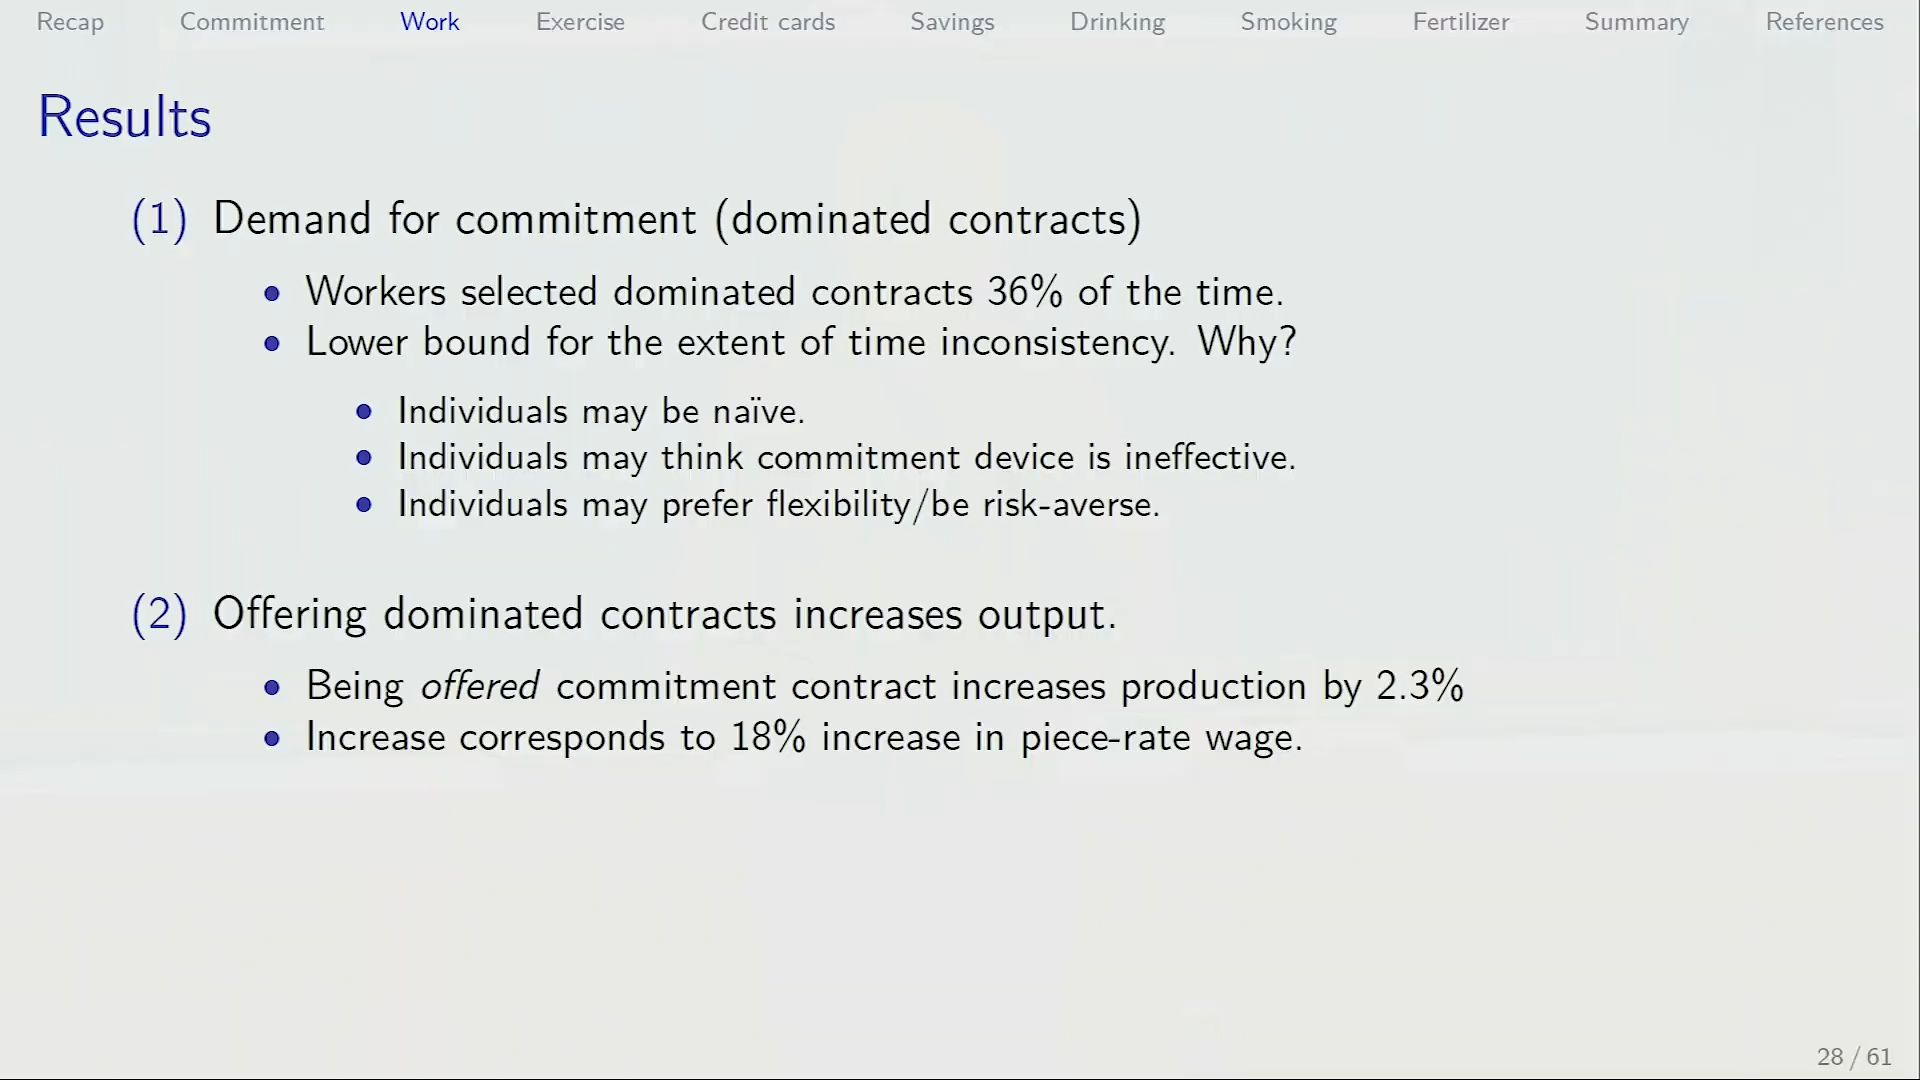 Recap Commitment Work Exercise Credit cards Savings Drinking Smoking Fertilizer Summary References
Results
(1) Demand for commitment (dominated contracts)
• Workers selected dominated contracts 36% of the time.
• Lower bound for the extent of time inconsistency. Why?
• Individuals may be naïve.
• Individuals may think commitment device is ineffective.
• Individuals may prefer flexibility/be risk-averse.
(2) Offering dominated contracts increases output.
• Being offered commitment contract increases production by 2.3%
• Increase corresponds to 18% increase in piece-rate wage.
28 / 61